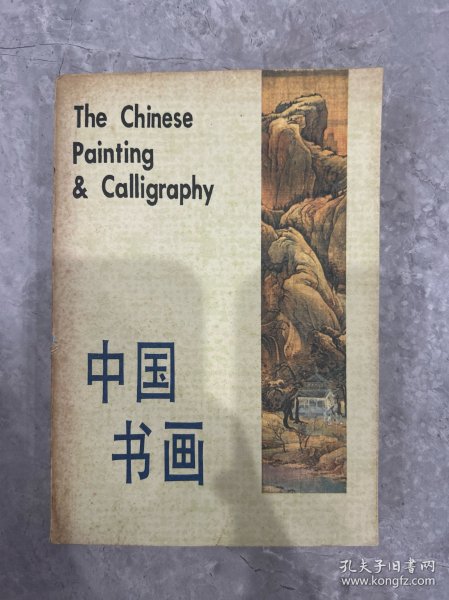 The Chinese
Painting
& Calligraphy
中国
书画
孔夫子旧书网
www.kongfz.com